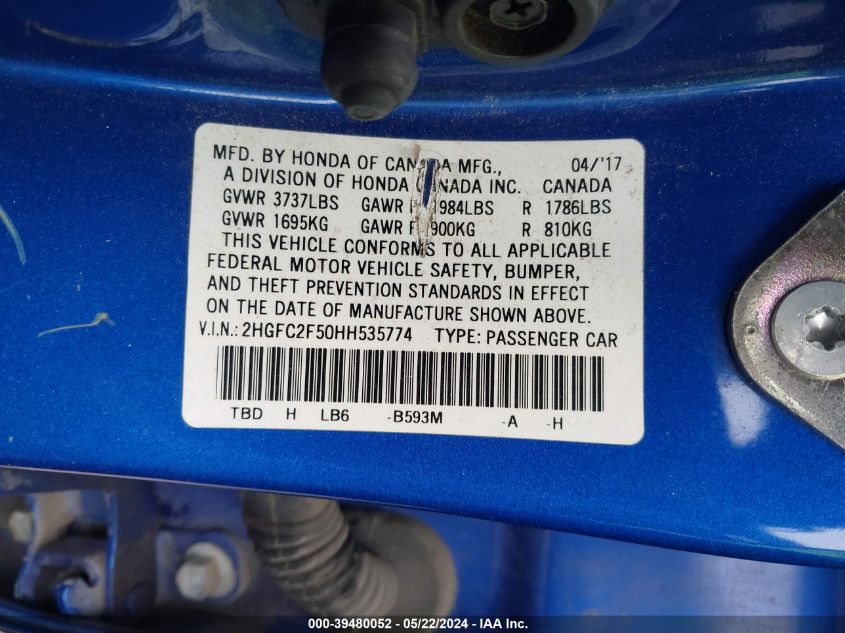 MFD. BY HONDA OF CANADA MFG., 04/'17
A DIVISION OF HONDA CANADA INC. CANADA
GVWR 3737LBS GAWR 1984LBS R 1786LBS
GVWR 1695KG GAWR F 900KG R 810KG
THIS VEHICLE CONFORMS TO ALL APPLICABLE
FEDERAL MOTOR VEHICLE SAFETY, BUMPER,
AND THEFT PREVENTION STANDARDS IN EFFECT
ON THE DATE OF MANUFACTURE SHOWN ABOVE.
V.I.N.: 2HGFC2F50HH535774 TYPE: PASSENGER CAR
TBD H LB6 -B593M -A -H
000-39480052 - 05/22/2024 - IAA Inc.